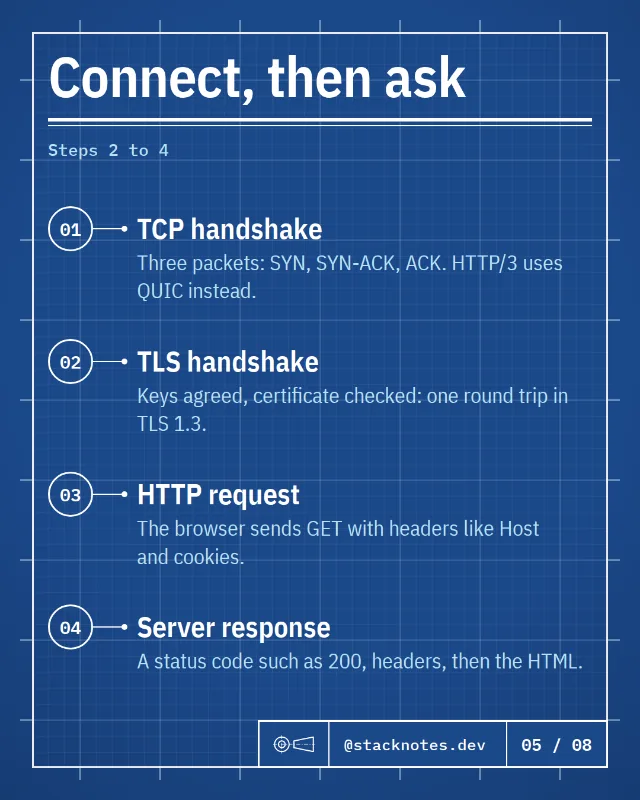 Connect, then ask
Steps 2 to 4
01
TCP handshake
Three packets: SYN, SYN-ACK, ACK. HTTP/3 uses
QUIC instead.
02
TLS handshake
Keys agreed, certificate checked: one round trip in
TLS 1.3.
03
HTTP request
The browser sends GET with headers like Host
and cookies.
04
Server response
A status code such as 200, headers, then the HTML.
@stacknotes.dev
05 / 08